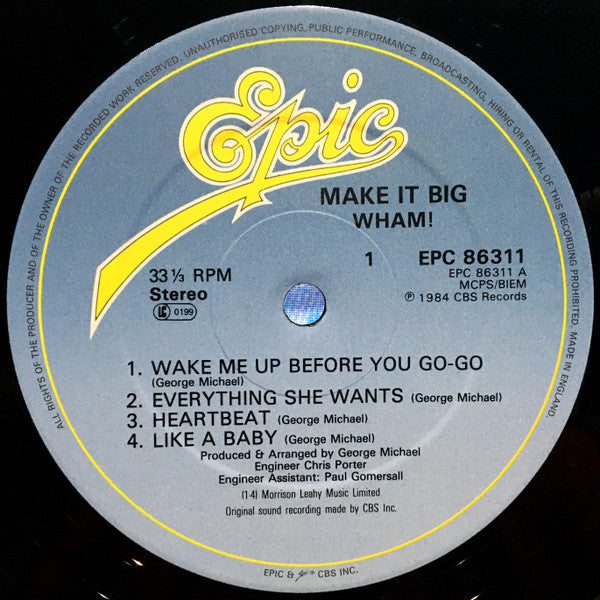 ALL RIGHTS OF THE PRODUCER AND OF THE OWNER OF THE RECORDED WORK RESERVED. UNAUTHORISED COPYING, PUBLIC PERFORMANCE, BROADCASTING, HIRING OR RENTAL OF THIS RECORD PROHIBITED. MADE IN ENGLAND.
Epic
MAKE IT BIG
WHAM!
33⅓ RPM
Stereo
LC 0199
1 EPC 86311
EPC 86311 A
MCPS/BIEM
℗ 1984 CBS Records
1. WAKE ME UP BEFORE YOU GO-GO
(George Michael)
2. EVERYTHING SHE WANTS (George Michael)
3. HEARTBEAT (George Michael)
4. LIKE A BABY (George Michael)
Produced & Arranged by George Michael
Engineer Chris Porter
Engineer Assistant: Paul Gomersall
(1-4) Morrison Leahy Music Limited
Original sound recording made by CBS Inc.
EPIC & Epic ® CBS INC.